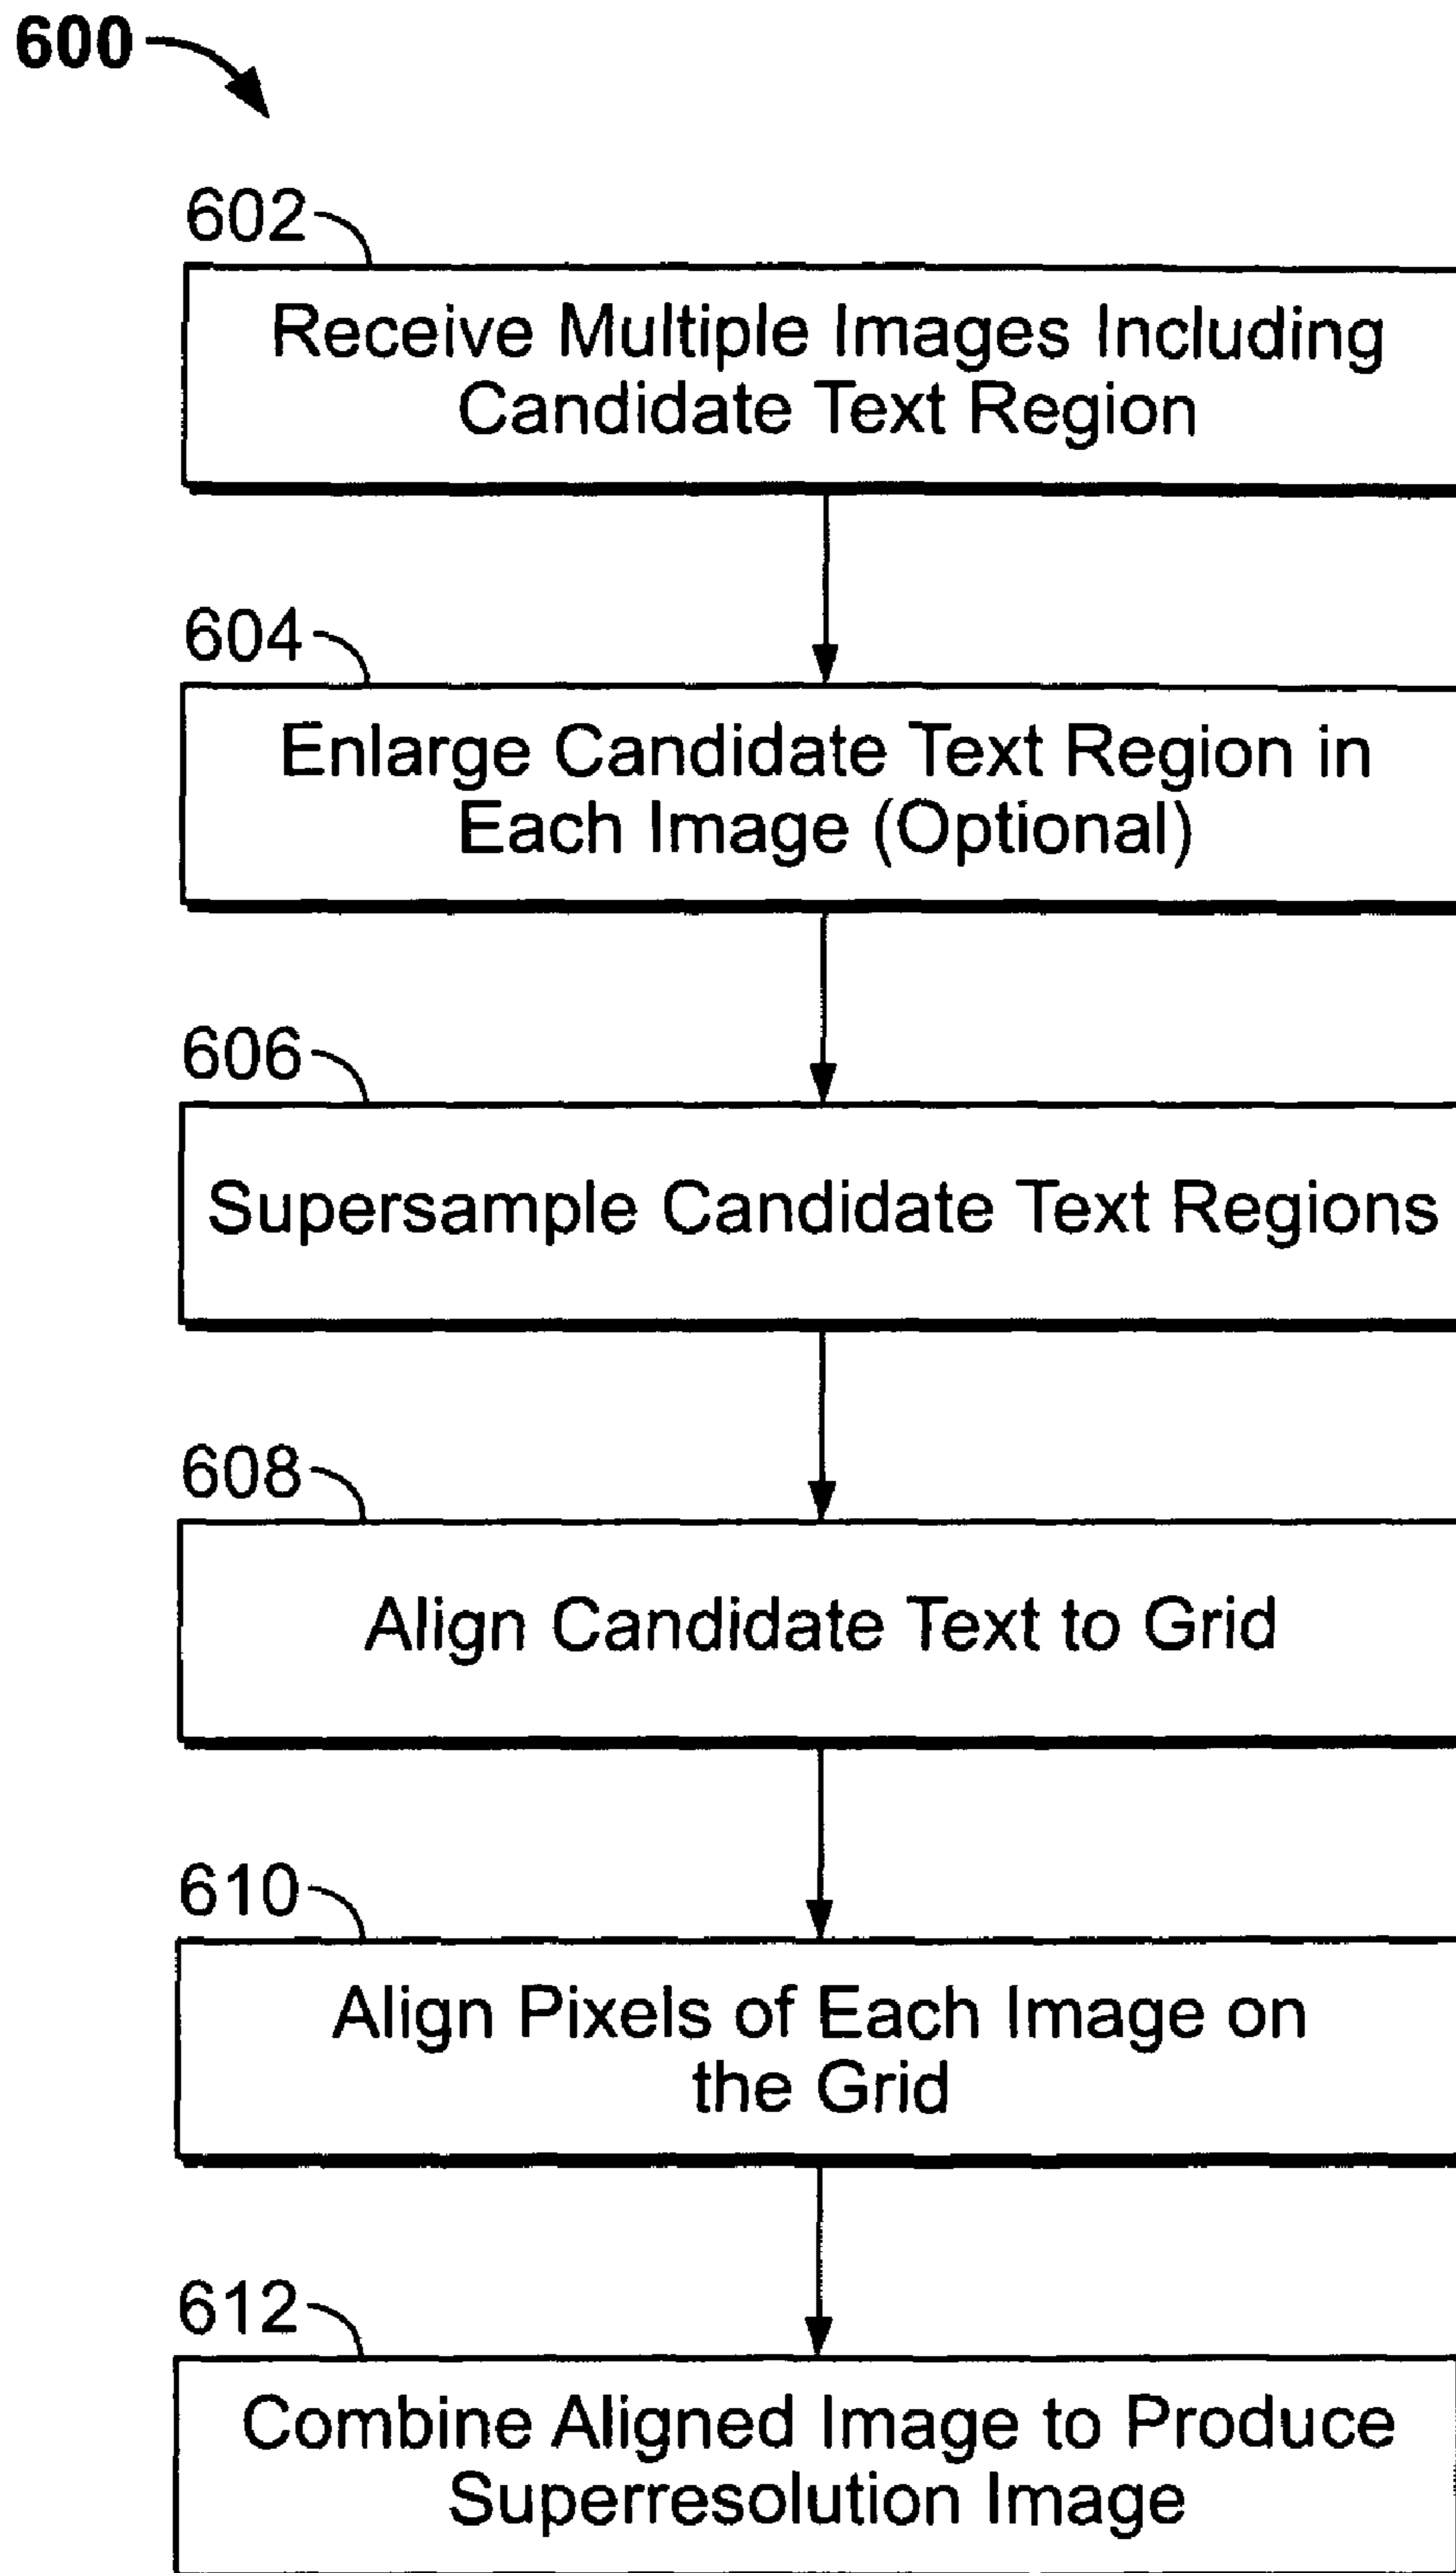 600
602
Receive Multiple Images Including
Candidate Text Region
604
Enlarge Candidate Text Region in
Each Image (Optional)
606
Supersample Candidate Text Regions
608
Align Candidate Text to Grid
610
Align Pixels of Each Image on
the Grid
612
Combine Aligned Image to Produce
Superresolution Image